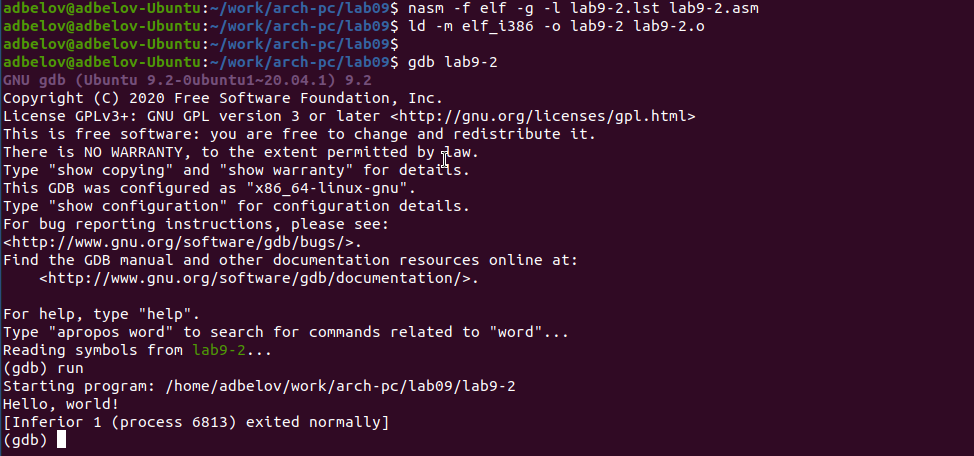 adbelov@adbelov-Ubuntu:~/work/arch-pc/lab09$ nasm -f elf -g -l lab9-2.lst lab9-2.asm
adbelov@adbelov-Ubuntu:~/work/arch-pc/lab09$ ld -m elf_i386 -o lab9-2 lab9-2.o
adbelov@adbelov-Ubuntu:~/work/arch-pc/lab09$
adbelov@adbelov-Ubuntu:~/work/arch-pc/lab09$ gdb lab9-2
GNU gdb (Ubuntu 9.2-0ubuntu1~20.04.1) 9.2
Copyright (C) 2020 Free Software Foundation, Inc.
License GPLv3+: GNU GPL version 3 or later <http://gnu.org/licenses/gpl.html>
This is free software: you are free to change and redistribute it.
There is NO WARRANTY, to the extent permitted by law.
Type "show copying" and "show warranty" for details.
This GDB was configured as "x86_64-linux-gnu".
Type "show configuration" for configuration details.
For bug reporting instructions, please see:
<http://www.gnu.org/software/gdb/bugs/>.
Find the GDB manual and other documentation resources online at:
    <http://www.gnu.org/software/gdb/documentation/>.

For help, type "help".
Type "apropos word" to search for commands related to "word"...
Reading symbols from lab9-2...
(gdb) run
Starting program: /home/adbelov/work/arch-pc/lab09/lab9-2
Hello, world!
[Inferior 1 (process 6813) exited normally]
(gdb)